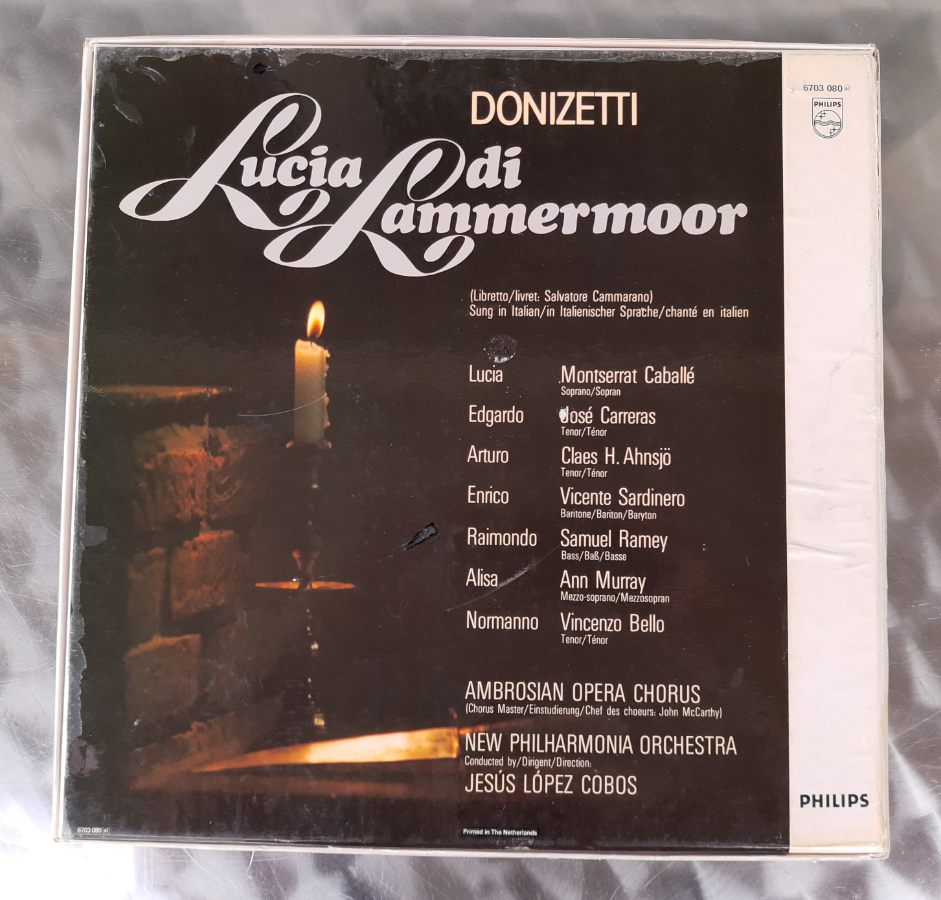 DONIZETTI
Lucia di
Lammermoor
(Libretto/livret: Salvatore Cammarano)
Sung in Italian/in Italienischer Sprache/chanté en italien
Lucia Montserrat Caballé
Soprano/Sopran
Edgardo José Carreras
Tenor/Ténor
Arturo Claes H. Ahnsjö
Tenor/Ténor
Enrico Vicente Sardinero
Baritone/Bariton/Baryton
Raimondo Samuel Ramey
Bass/Baß/Basse
Alisa Ann Murray
Mezzo-soprano/Mezzosopran
Normanno Vincenzo Bello
Tenor/Ténor
AMBROSIAN OPERA CHORUS
(Chorus Master/Einstudierung/Chef des choeurs: John McCarthy)
NEW PHILHARMONIA ORCHESTRA
Conducted by/Dirigent/Direction:
JESÚS LÓPEZ COBOS
6703 080
Printed in The Netherlands
6703 080
PHILIPS
PHILIPS